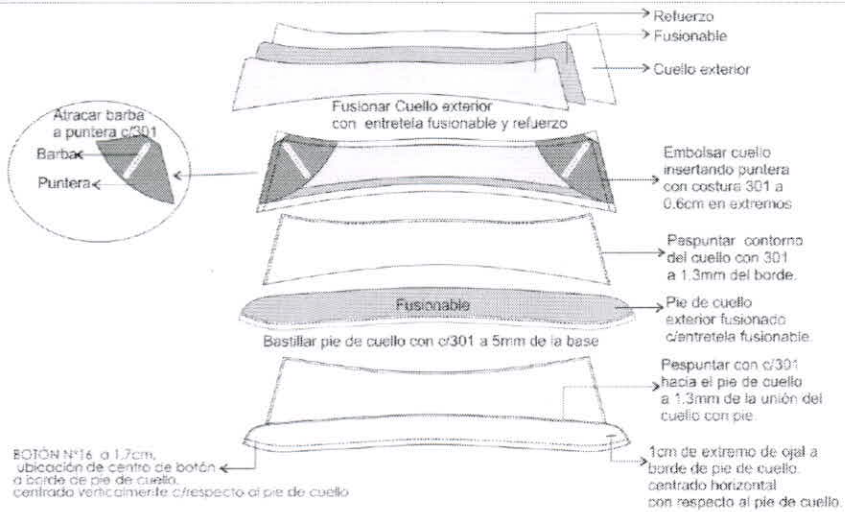 Refuerzo
Fusionable
Cuello exterior
Fusionar Cuello exterior
con entretela fusionable y refuerzo
Atracar barba
a puntera c/301
Barba
Puntera
Embolsar cuello
insertando puntera
con costura 301 a
0.6cm en extremos
Pespuntar contorno
del cuello con 301
a 1.3mm del borde.
Fusionable
Pie de cuello
exterior fusionado
c/entretela fusionable.
Bastillar pie de cuello con c/301 a 5mm de la base
Pespuntar con c/301
hacia el pie de cuello
a 1.3mm de la unión del
cuello con pie.
BOTÓN N°16 a 1.7cm,
ubicación de centro de botón
a borde de pie de cuello.
centrado verticalmente c/respecto al pie de cuello
1cm de extremo de ojal a
borde de pie de cuello.
centrado horizontal
con respecto al pie de cuello.